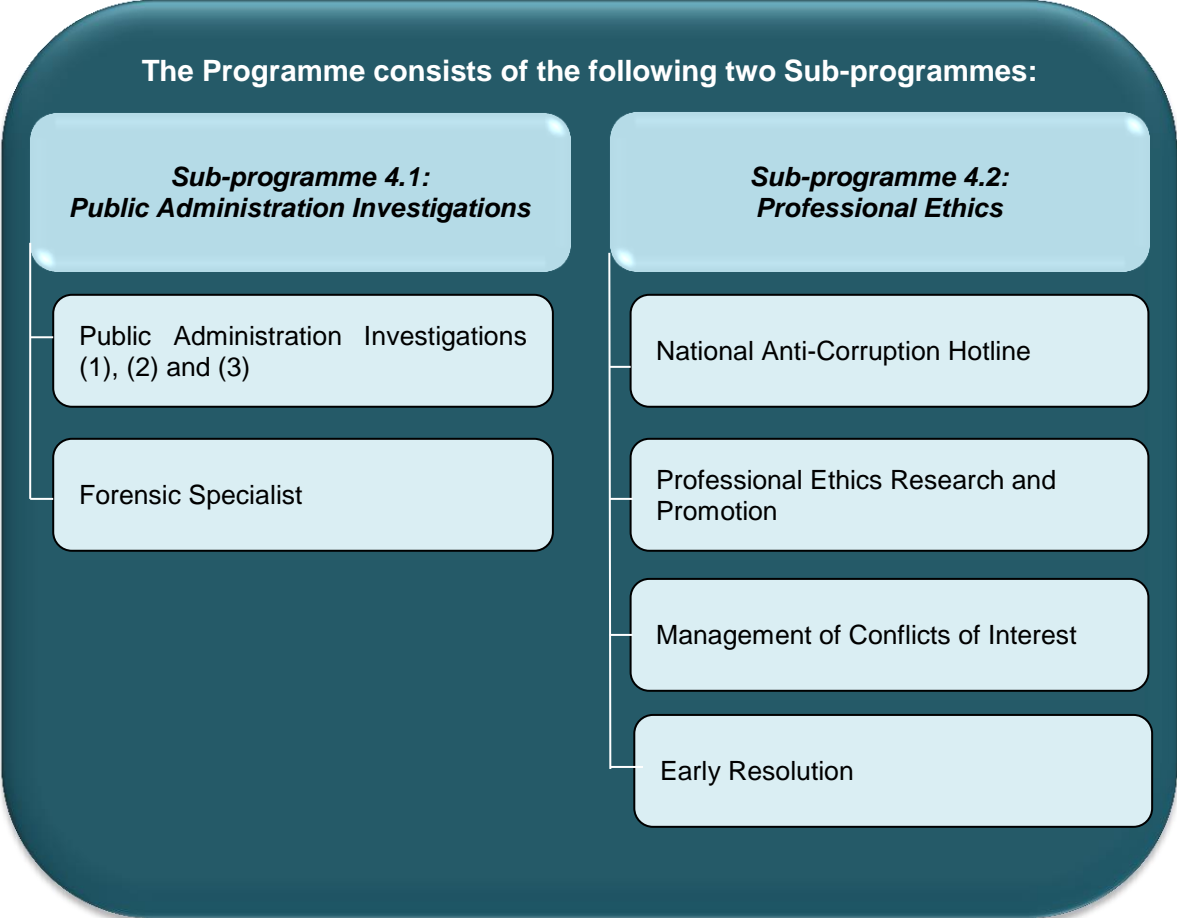 The Programme consists of the following two Sub-programmes:
Sub-programme 4.1:
Public Administration Investigations
Public Administration Investigations
(1), (2) and (3)
Forensic Specialist
Sub-programme 4.2:
Professional Ethics
National Anti-Corruption Hotline
Professional Ethics Research and
Promotion
Management of Conflicts of Interest
Early Resolution